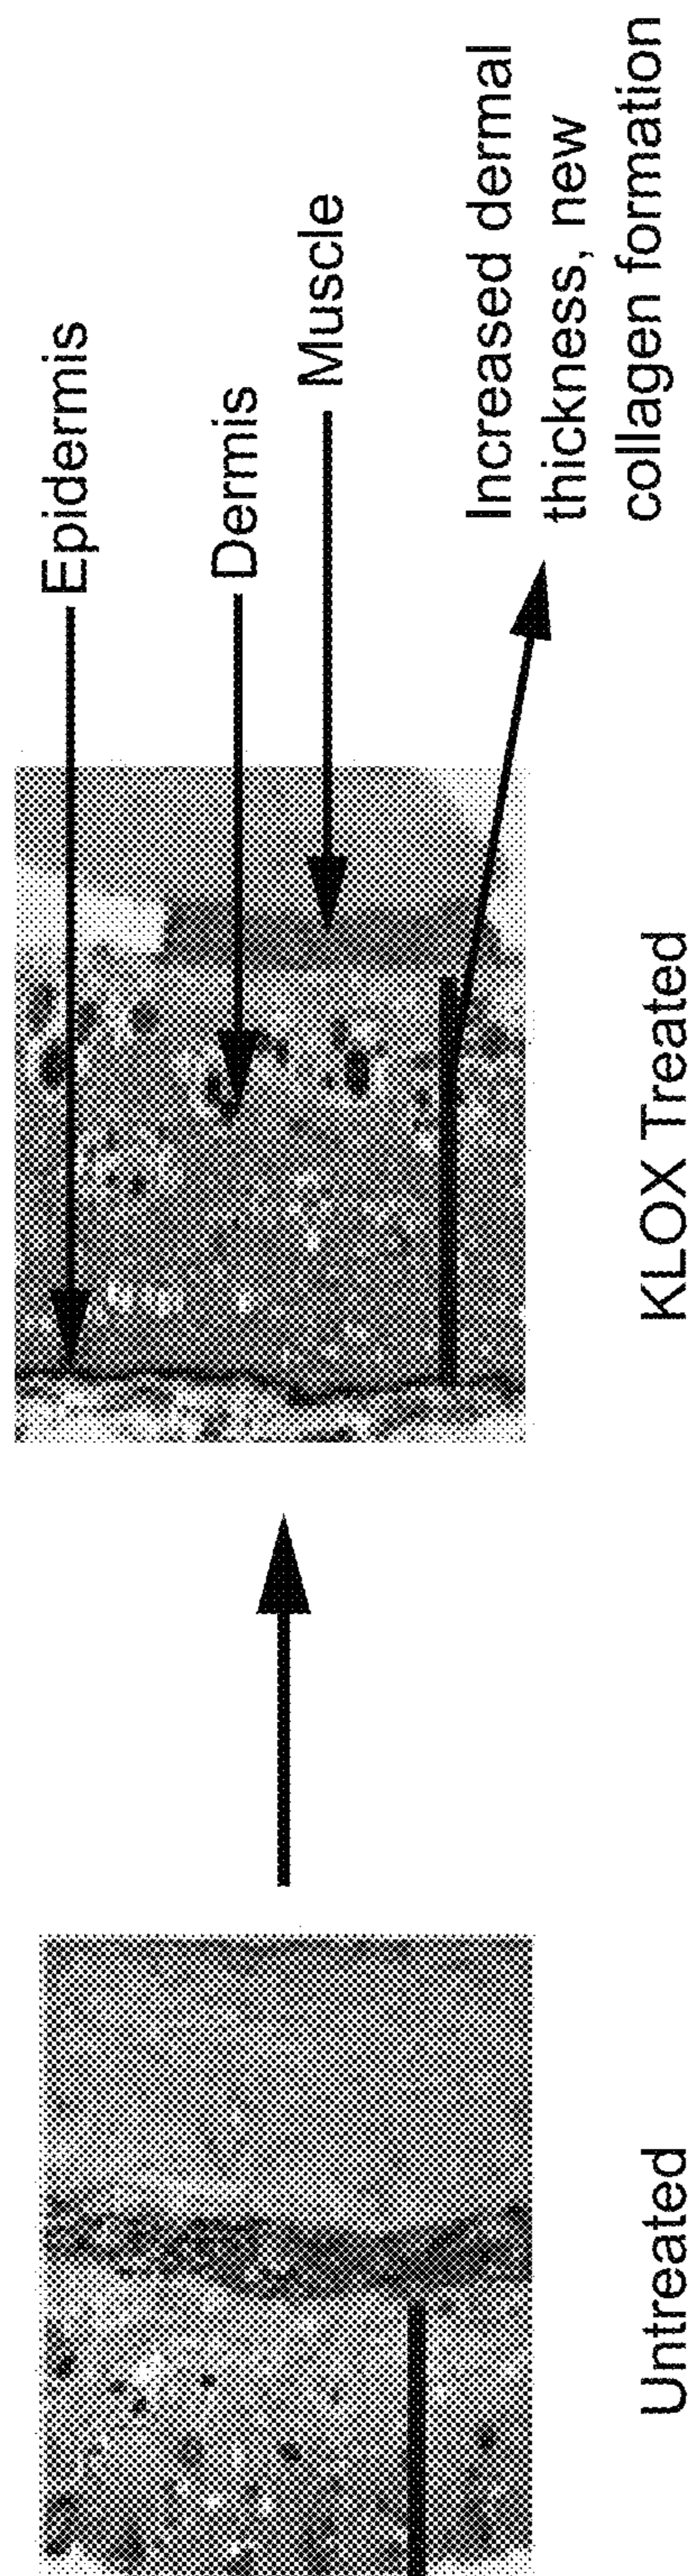 Epidermis
Dermis
Muscle
Increased dermal
thickness, new
collagen formation
Untreated
KLOX Treated